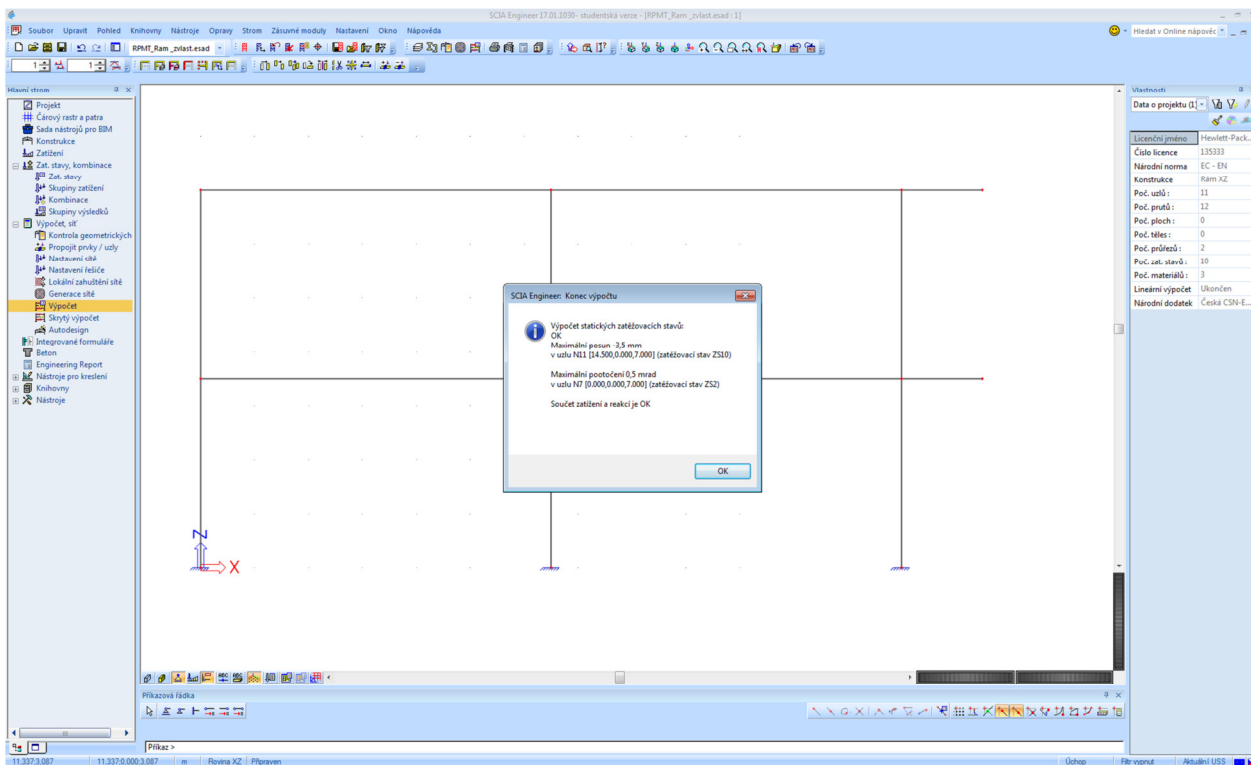 SCIA Engineer 17.01.1030- studentská verze - [RPMT_Ram _zvlast.esad : 1]
Soubor Upravit Pohled Knihovny Nástroje Opravy Strom Zásuvné moduly Nastavení Okno Nápověda
Hledat v Online nápověc
RPMT_Ram _zvlast.esad
1 1
Hlavní strom
Projekt
Čárový rastr a patra
Sada nástrojů pro BIM
Konstrukce
Zatížení
Zat. stavy, kombinace
Zat. stavy
Skupiny zatížení
Kombinace
Skupiny výsledků
Výpočet, síť
Kontrola geometrických
Propojit prvky / uzly
Nastavení sítě
Nastavení řešiče
Lokální zahuštění sítě
Generace sítě
Výpočet
Skrytý výpočet
Autodesign
Integrované formuláře
Beton
Engineering Report
Nástroje pro kreslení
Knihovny
Nástroje
Z
X
SCIA Engineer: Konec výpočtu
Výpočet statických zatěžovacích stavů:
OK
Maximální posun -3,5 mm
v uzlu N11 [14.500,0.000,7.000] (zatěžovací stav ZS10)
Maximální pootočení 0,5 mrad
v uzlu N7 [0.000,0.000,7.000] (zatěžovací stav ZS2)
Součet zatížení a reakcí je OK
OK
Vlastnosti
Data o projektu (1)
Licenční jméno Hewlett-Pack...
Číslo licence 135333
Národní norma EC - EN
Konstrukce Rám XZ
Poč. uzlů : 11
Poč. prutů : 12
Poč. ploch : 0
Poč. těles : 0
Poč. průřezů : 2
Poč. zat. stavů : 10
Poč. materiálů : 3
Lineární výpočet Ukončen
Národní dodatek Česká CSN-E...
Příkazová řádka
Příkaz >
11.337;3.087 11.337;0.000;3.087 m Rovina XZ Připraven Úchop Filtr vypnut Aktuální USS